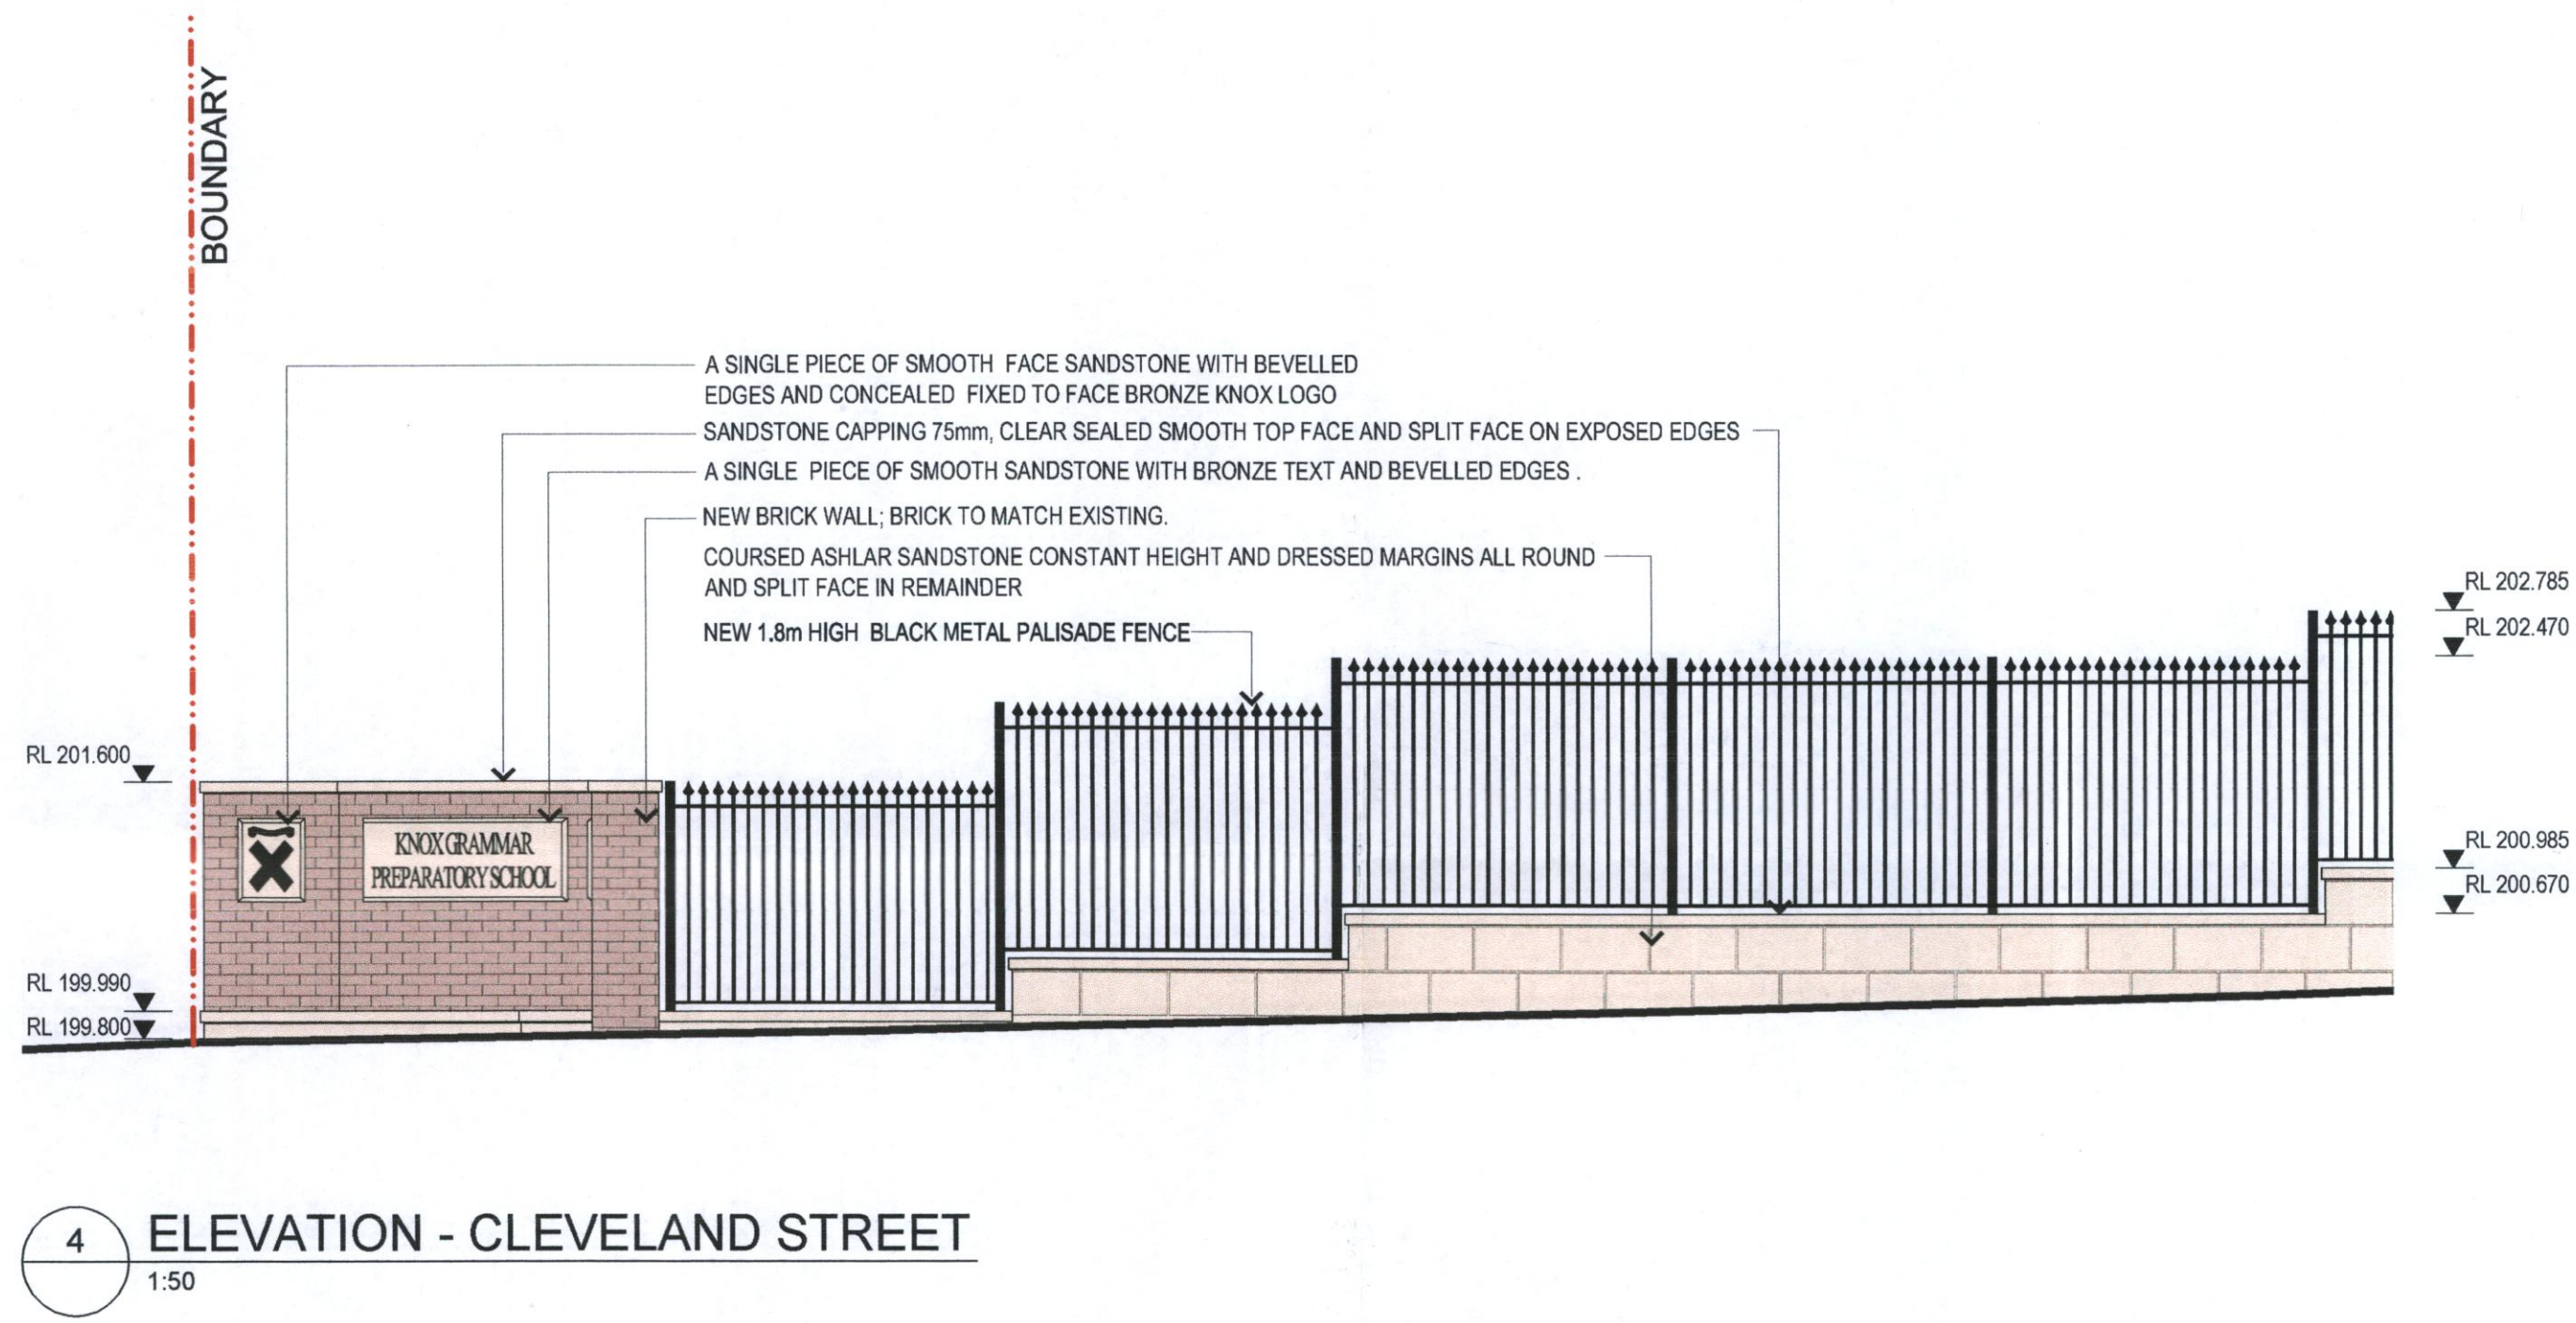 BOUNDARY
A SINGLE PIECE OF SMOOTH FACE SANDSTONE WITH BEVELLED
EDGES AND CONCEALED FIXED TO FACE BRONZE KNOX LOGO
SANDSTONE CAPPING 75mm, CLEAR SEALED SMOOTH TOP FACE AND SPLIT FACE ON EXPOSED EDGES
A SINGLE PIECE OF SMOOTH SANDSTONE WITH BRONZE TEXT AND BEVELLED EDGES .
NEW BRICK WALL; BRICK TO MATCH EXISTING.
COURSED ASHLAR SANDSTONE CONSTANT HEIGHT AND DRESSED MARGINS ALL ROUND
AND SPLIT FACE IN REMAINDER
NEW 1.8m HIGH BLACK METAL PALISADE FENCE
RL 202.785
RL 202.470
RL 201.600
KNOX GRAMMAR
PREPARATORY SCHOOL
RL 200.985
RL 200.670
RL 199.990
RL 199.800
4
ELEVATION - CLEVELAND STREET
1:50